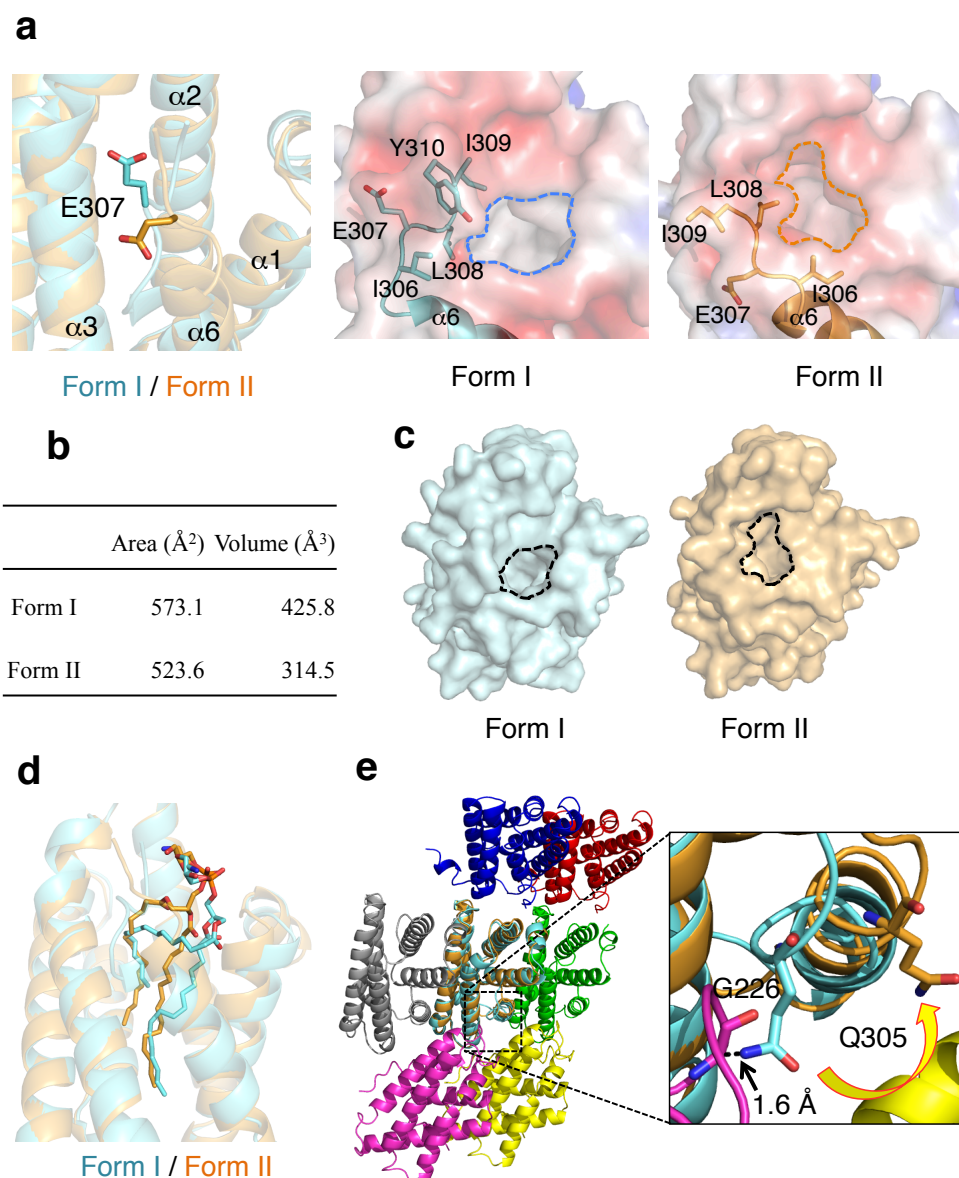 a
α2
E307
α1
α3
α6
Form I / Form II
Y310
I309
E307
L308
I306
α6
Form I
L308
I309
I306
E307
α6
Form II
b
Area (Å²) Volume (Å³)
Form I 573.1 425.8
Form II 523.6 314.5
c
Form I
Form II
d
Form I / Form II
e
G226
Q305
1.6 Å